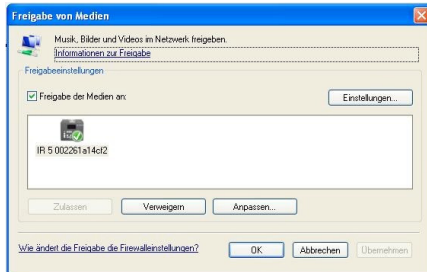 Freigabe von Medien
Musik, Bilder und Videos im Netzwerk freigeben.
Informationen zur Freigabe
Freigabeeinstellungen
Freigabe der Medien an:
Einstellungen...
IR 5 002261a14cf2
Zulassen
Verweigern
Anpassen...
Wie ändert die Freigabe die Firewalleinstellungen?
OK
Abbrechen
Übernehmen